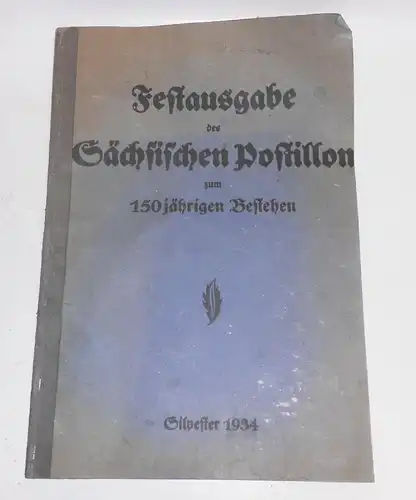 Festausgabe
des
Sächsischen Postillon
zum
150jährigen Bestehen
Silvester 1934